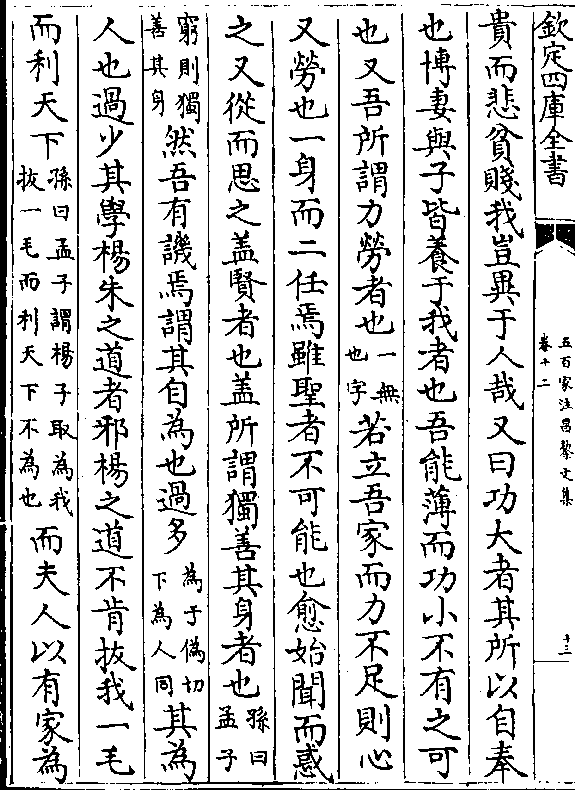 欽定四庫全書
五百家注昌黎文集
卷十二
十三
貴而悲貧賤我豈異于人哉又曰功大者其所以自奉
也博妻與子皆養于我者也吾能薄而功小不有之可
也又吾所謂力勞者也一無也字若立吾家而力不足則心
又勞也一身而二任焉雖聖者不可能也愈始聞而惑
之又從而思之盖賢者也盖所謂獨善其身者也孫曰孟子
窮則獨善其身然吾有譏焉謂其自為也過多為于偽切下為人同其為
人也過少其學楊朱之道者邪楊之道不肯拔我一毛
而利天下孫曰孟子謂楊子取為我拔一毛而利天下不為也而夫人以有家為